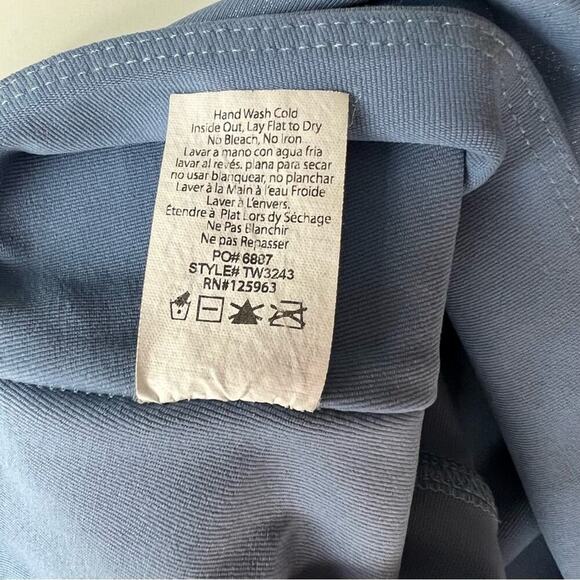 Hand Wash Cold
Inside Out, Lay Flat to Dry
No Bleach, No Iron
Lavar a mano con agua fria
lavar al revés. plana para secar
no usar blanquear, no planchar
Laver à la Main à l'eau Froide
Laver à L'envers.
Étendre à Plat Lors dy Séchage
Ne Pas Blanchir
Ne pas Repasser
PO# 6887
STYLE# TW3243
RN#125963